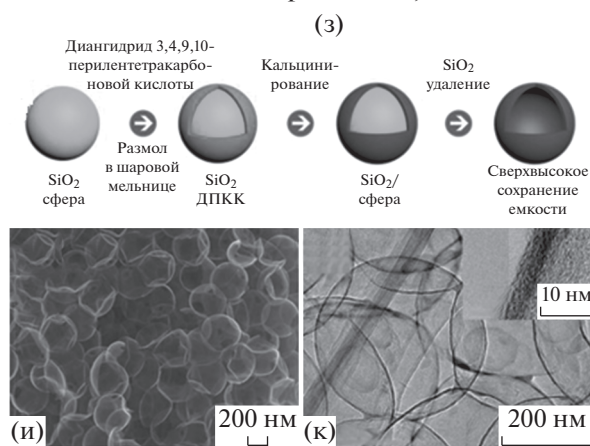 (з)
Диангидрид 3,4,9,10-
перилентетракарбо-
новой кислоты
Размол
в шаровой
мельнице
Кальцини-
рование
SiO₂
удаление
SiO₂
сфера
SiO₂
ДПКК
SiO₂/
сфера
Сверхвысокое
сохранение
емкости
10 нм
(и)
200 нм
(к)
200 нм